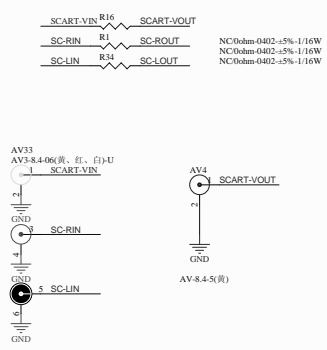 SCART-VIN R16 SCART-VOUT
SC-RIN R1 SC-ROUT NC/0ohm-0402-±5%-1/16W
SC-LIN R34 SC-LOUT NC/0ohm-0402-±5%-1/16W
NC/0ohm-0402-±5%-1/16W
AV33
AV3-8.4-06(黄、红、白)-U
1 SCART-VIN
2
GND
3 SC-RIN
4
GND
5 SC-LIN
6
GND
AV4
1 SCART-VOUT
2
GND
AV-8.4-5(黄)